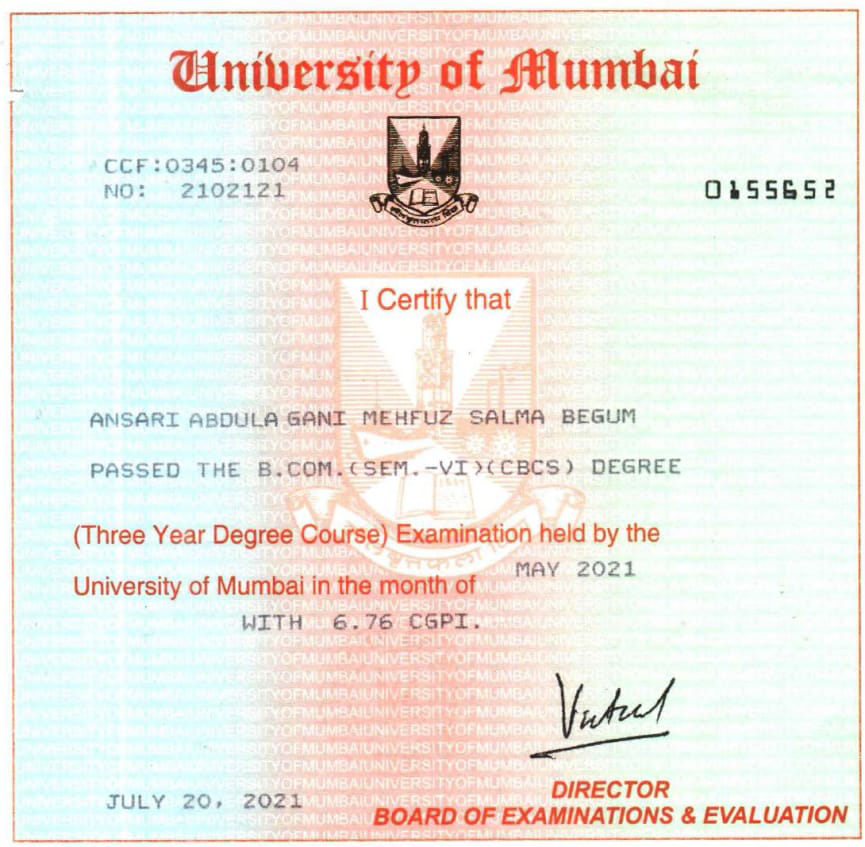 University of Mumbai
CCF:0345:0104
NO: 2102121
0155652
I Certify that
ANSARI ABDULA GANI MEHFUZ SALMA BEGUM
PASSED THE B.COM.(SEM.-VI)(CBCS) DEGREE
(Three Year Degree Course) Examination held by the
University of Mumbai in the month of MAY 2021
WITH 6.76 CGPI.
JULY 20, 2021
DIRECTOR
BOARD OF EXAMINATIONS & EVALUATION